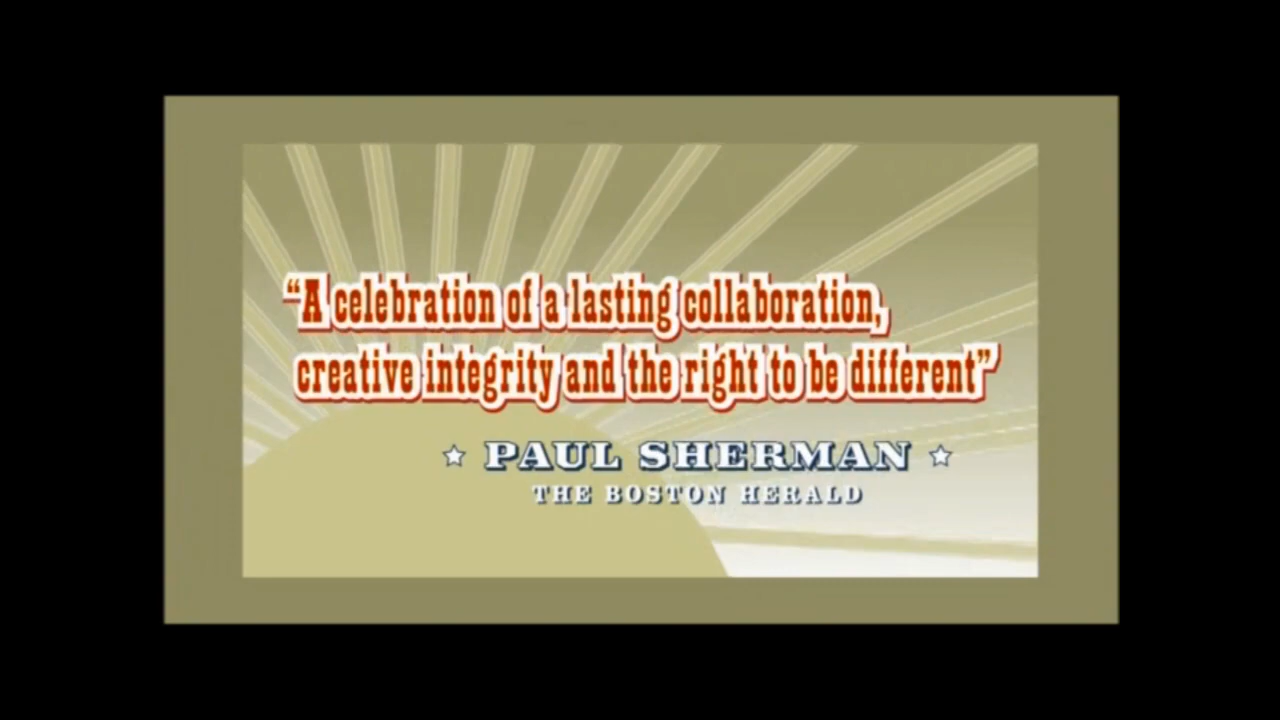 “A celebration of a lasting collaboration,
creative integrity and the right to be different”
PAUL SHERMAN
THE BOSTON HERALD